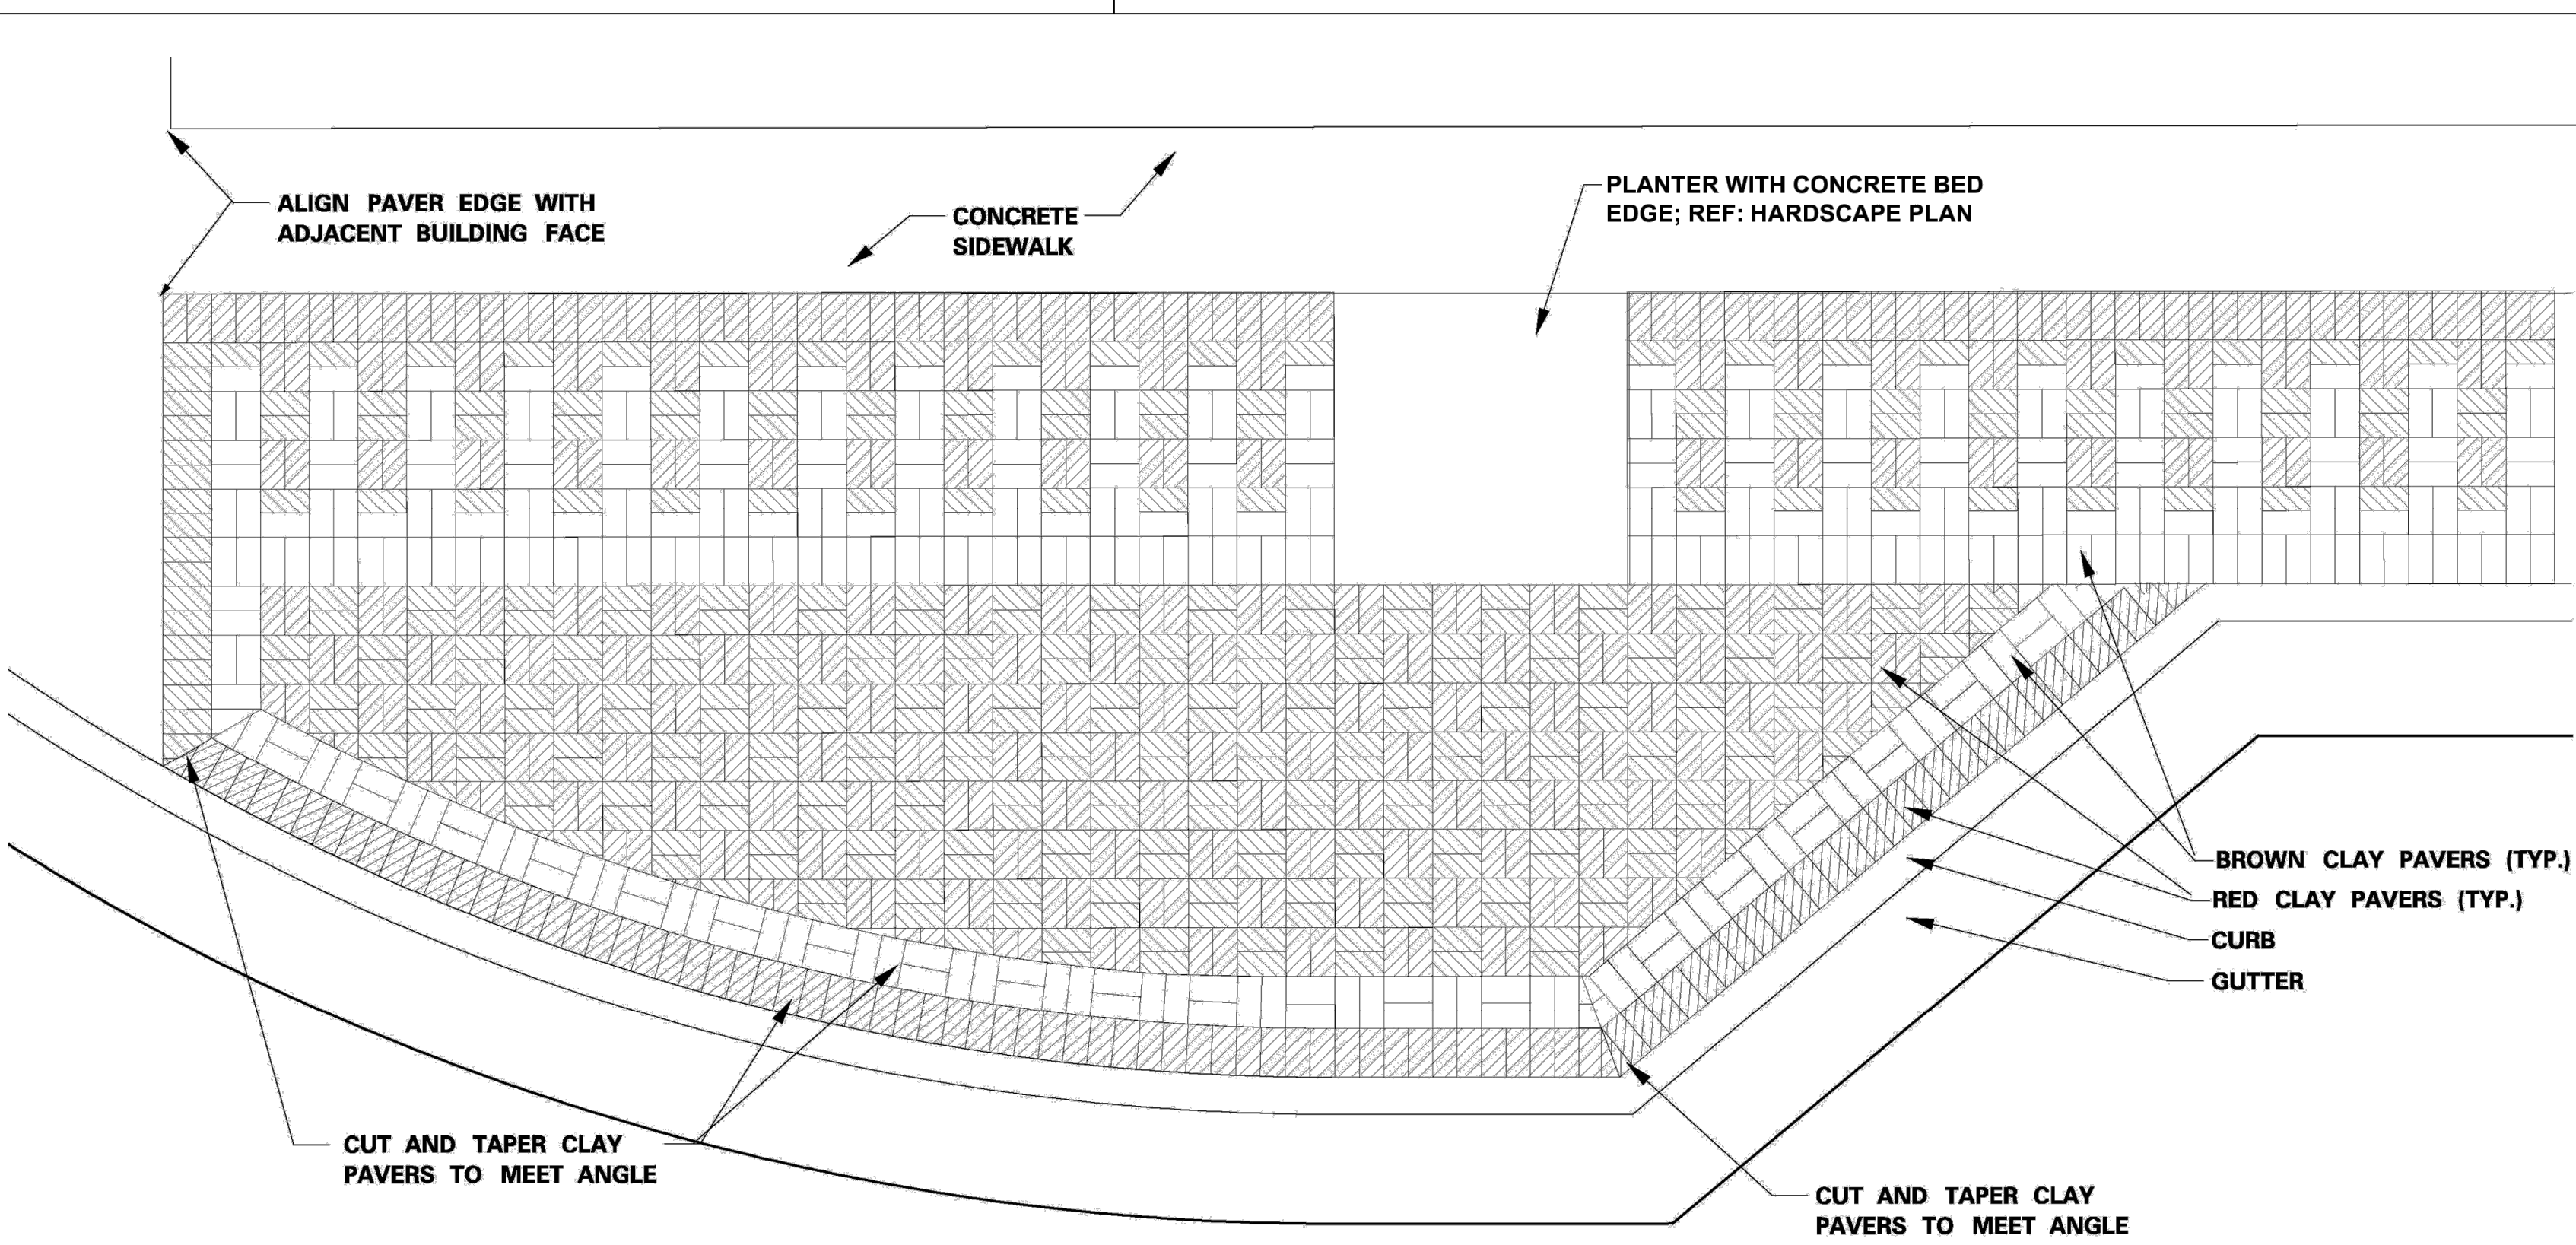 ALIGN PAVER EDGE WITH
ADJACENT BUILDING FACE
CONCRETE
SIDEWALK
PLANTER WITH CONCRETE BED
EDGE; REF: HARDSCAPE PLAN
BROWN CLAY PAVERS (TYP.)
RED CLAY PAVERS (TYP.)
CURB
GUTTER
CUT AND TAPER CLAY
PAVERS TO MEET ANGLE
CUT AND TAPER CLAY
PAVERS TO MEET ANGLE